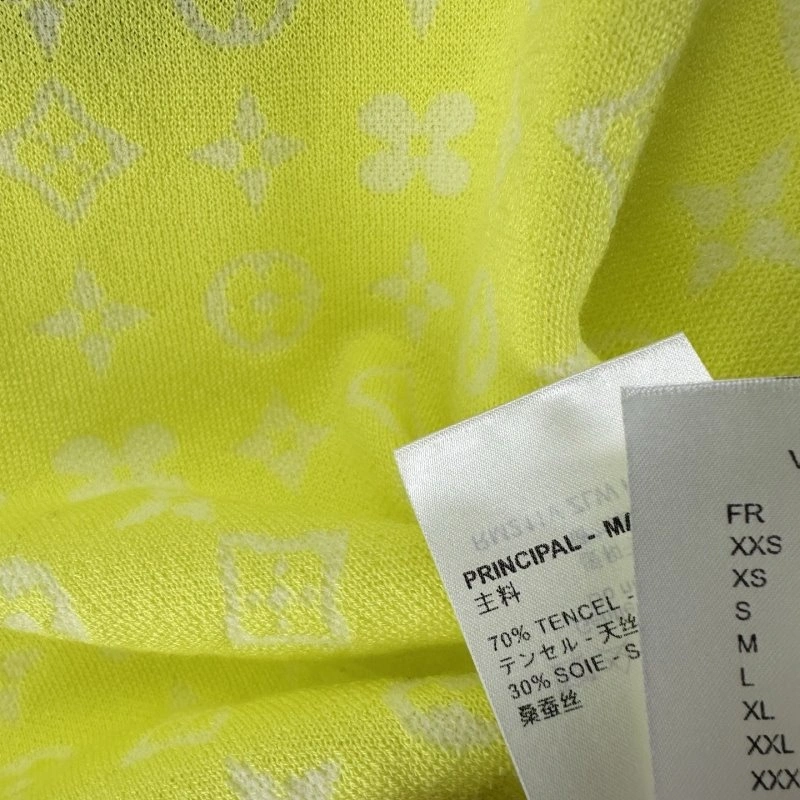 PRINCIPAL - MA
主料
70% TENCEL -
テンセル - 天丝
30% SOIE - S
桑蚕丝
FR
XXS
XS
S
M
L
XL
XXL
XXX